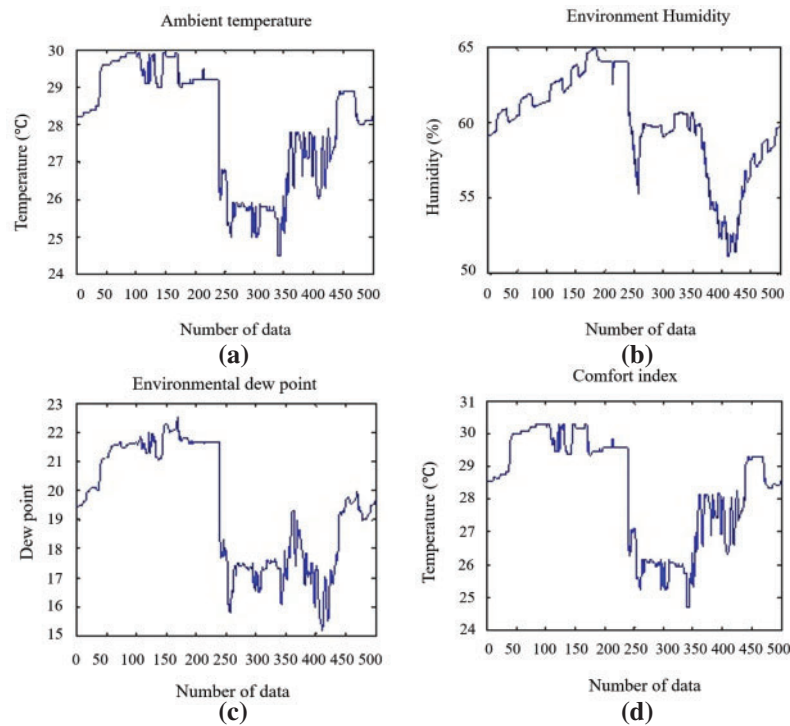 Ambient temperature
30
29
28
27
26
25
24
Temperature (℃)
0 50 100 150 200 250 300 350 400 450 500
Number of data
(a)
Environment Humidity
65
60
55
50
Humidity (%)
0 50 100 150 200 250 300 350 400 450 500
Number of data
(b)
Environmental dew point
23
22
21
20
19
18
17
16
15
Dew point
0 50 100 150 200 250 300 350 400 450 500
Number of data
(c)
Comfort index
31
30
29
28
27
26
25
24
Temperature (℃)
0 50 100 150 200 250 300 350 400 450 500
Number of data
(d)